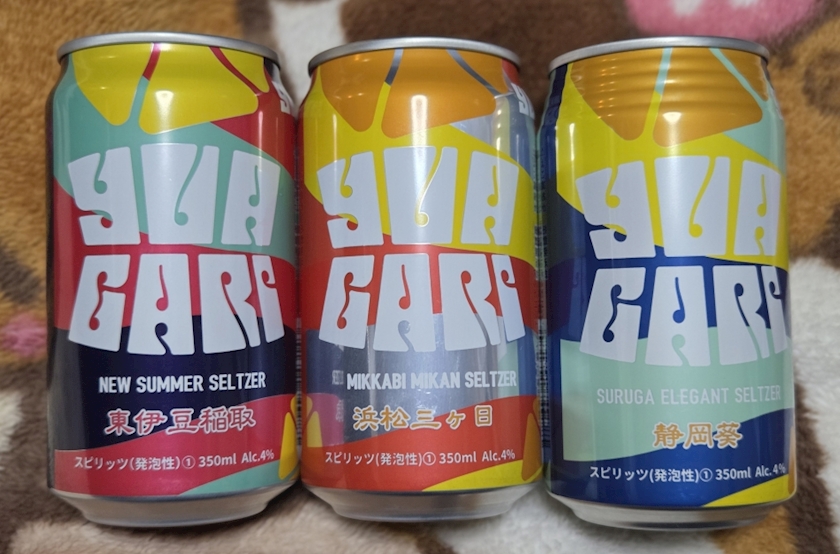 YUA
GARI
NEW SUMMER SELTZER
東伊豆稲取
スピリッツ(発泡性)① 350ml Alc.4%
YUA
GARI
MIKKABI MIKAN SELTZER
浜松三ヶ日
スピリッツ(発泡性)① 350ml Alc.4%
YUA
GARI
SURUGA ELEGANT SELTZER
静岡葵
スピリッツ(発泡性)① 350ml Alc.4%